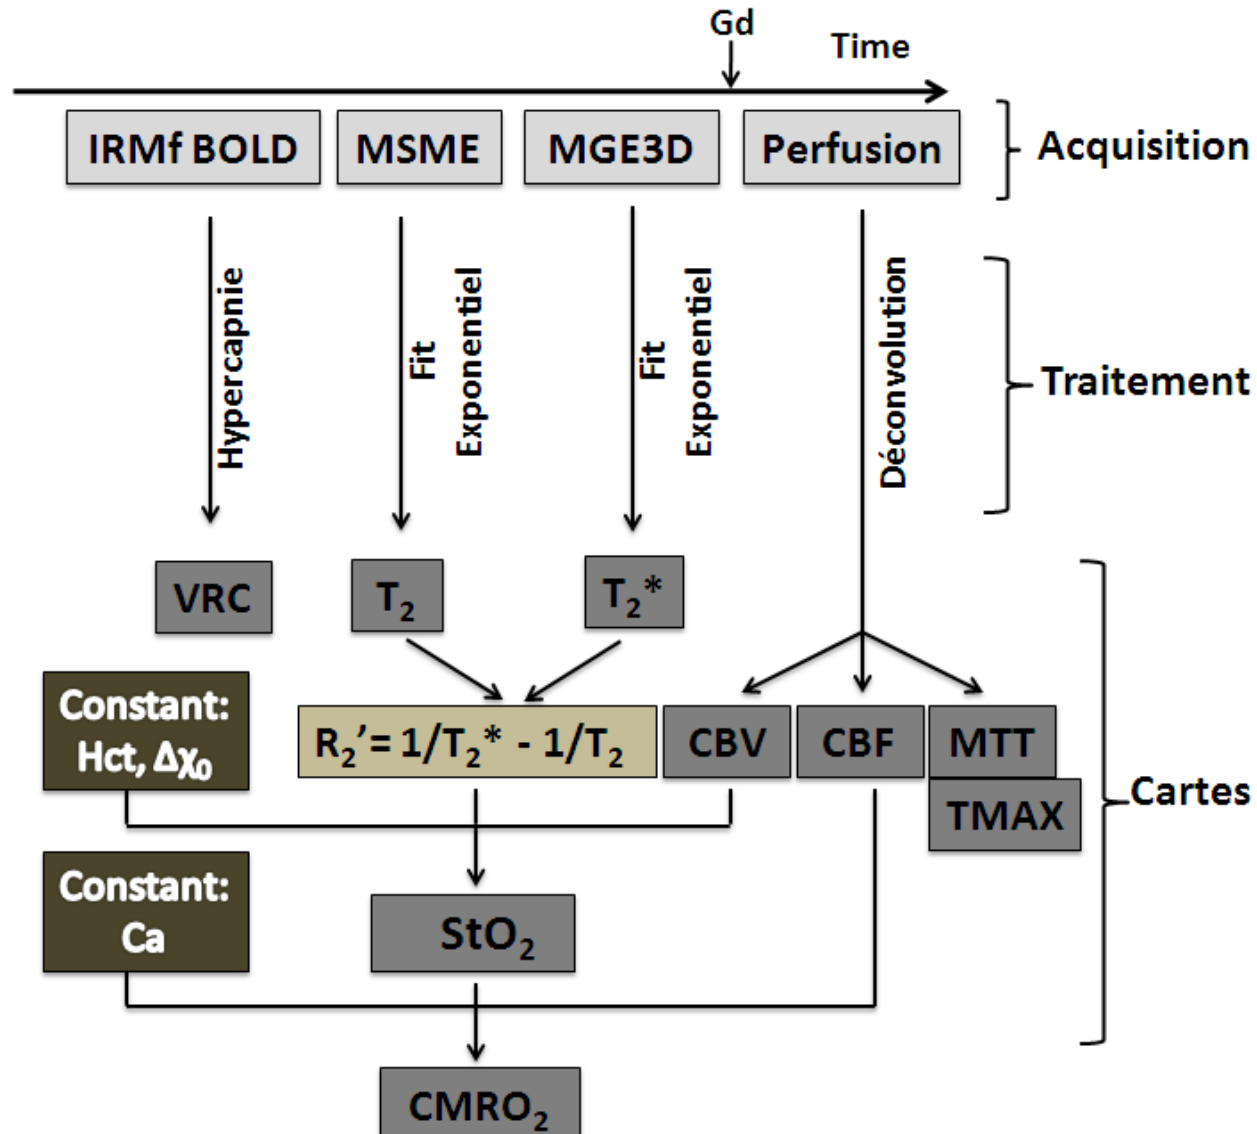 Gd
Time
IRMf BOLD
MSME
MGE3D
Perfusion
Acquisition
Hypercapnie
Fit
Exponentiel
Fit
Exponentiel
Déconvolution
Traitement
VRC
T₂
T₂*
Constant:
Hct, Δχ₀
R₂’= 1/T₂* - 1/T₂
CBV
CBF
MTT
TMAX
Cartes
Constant:
Ca
StO₂
CMRO₂